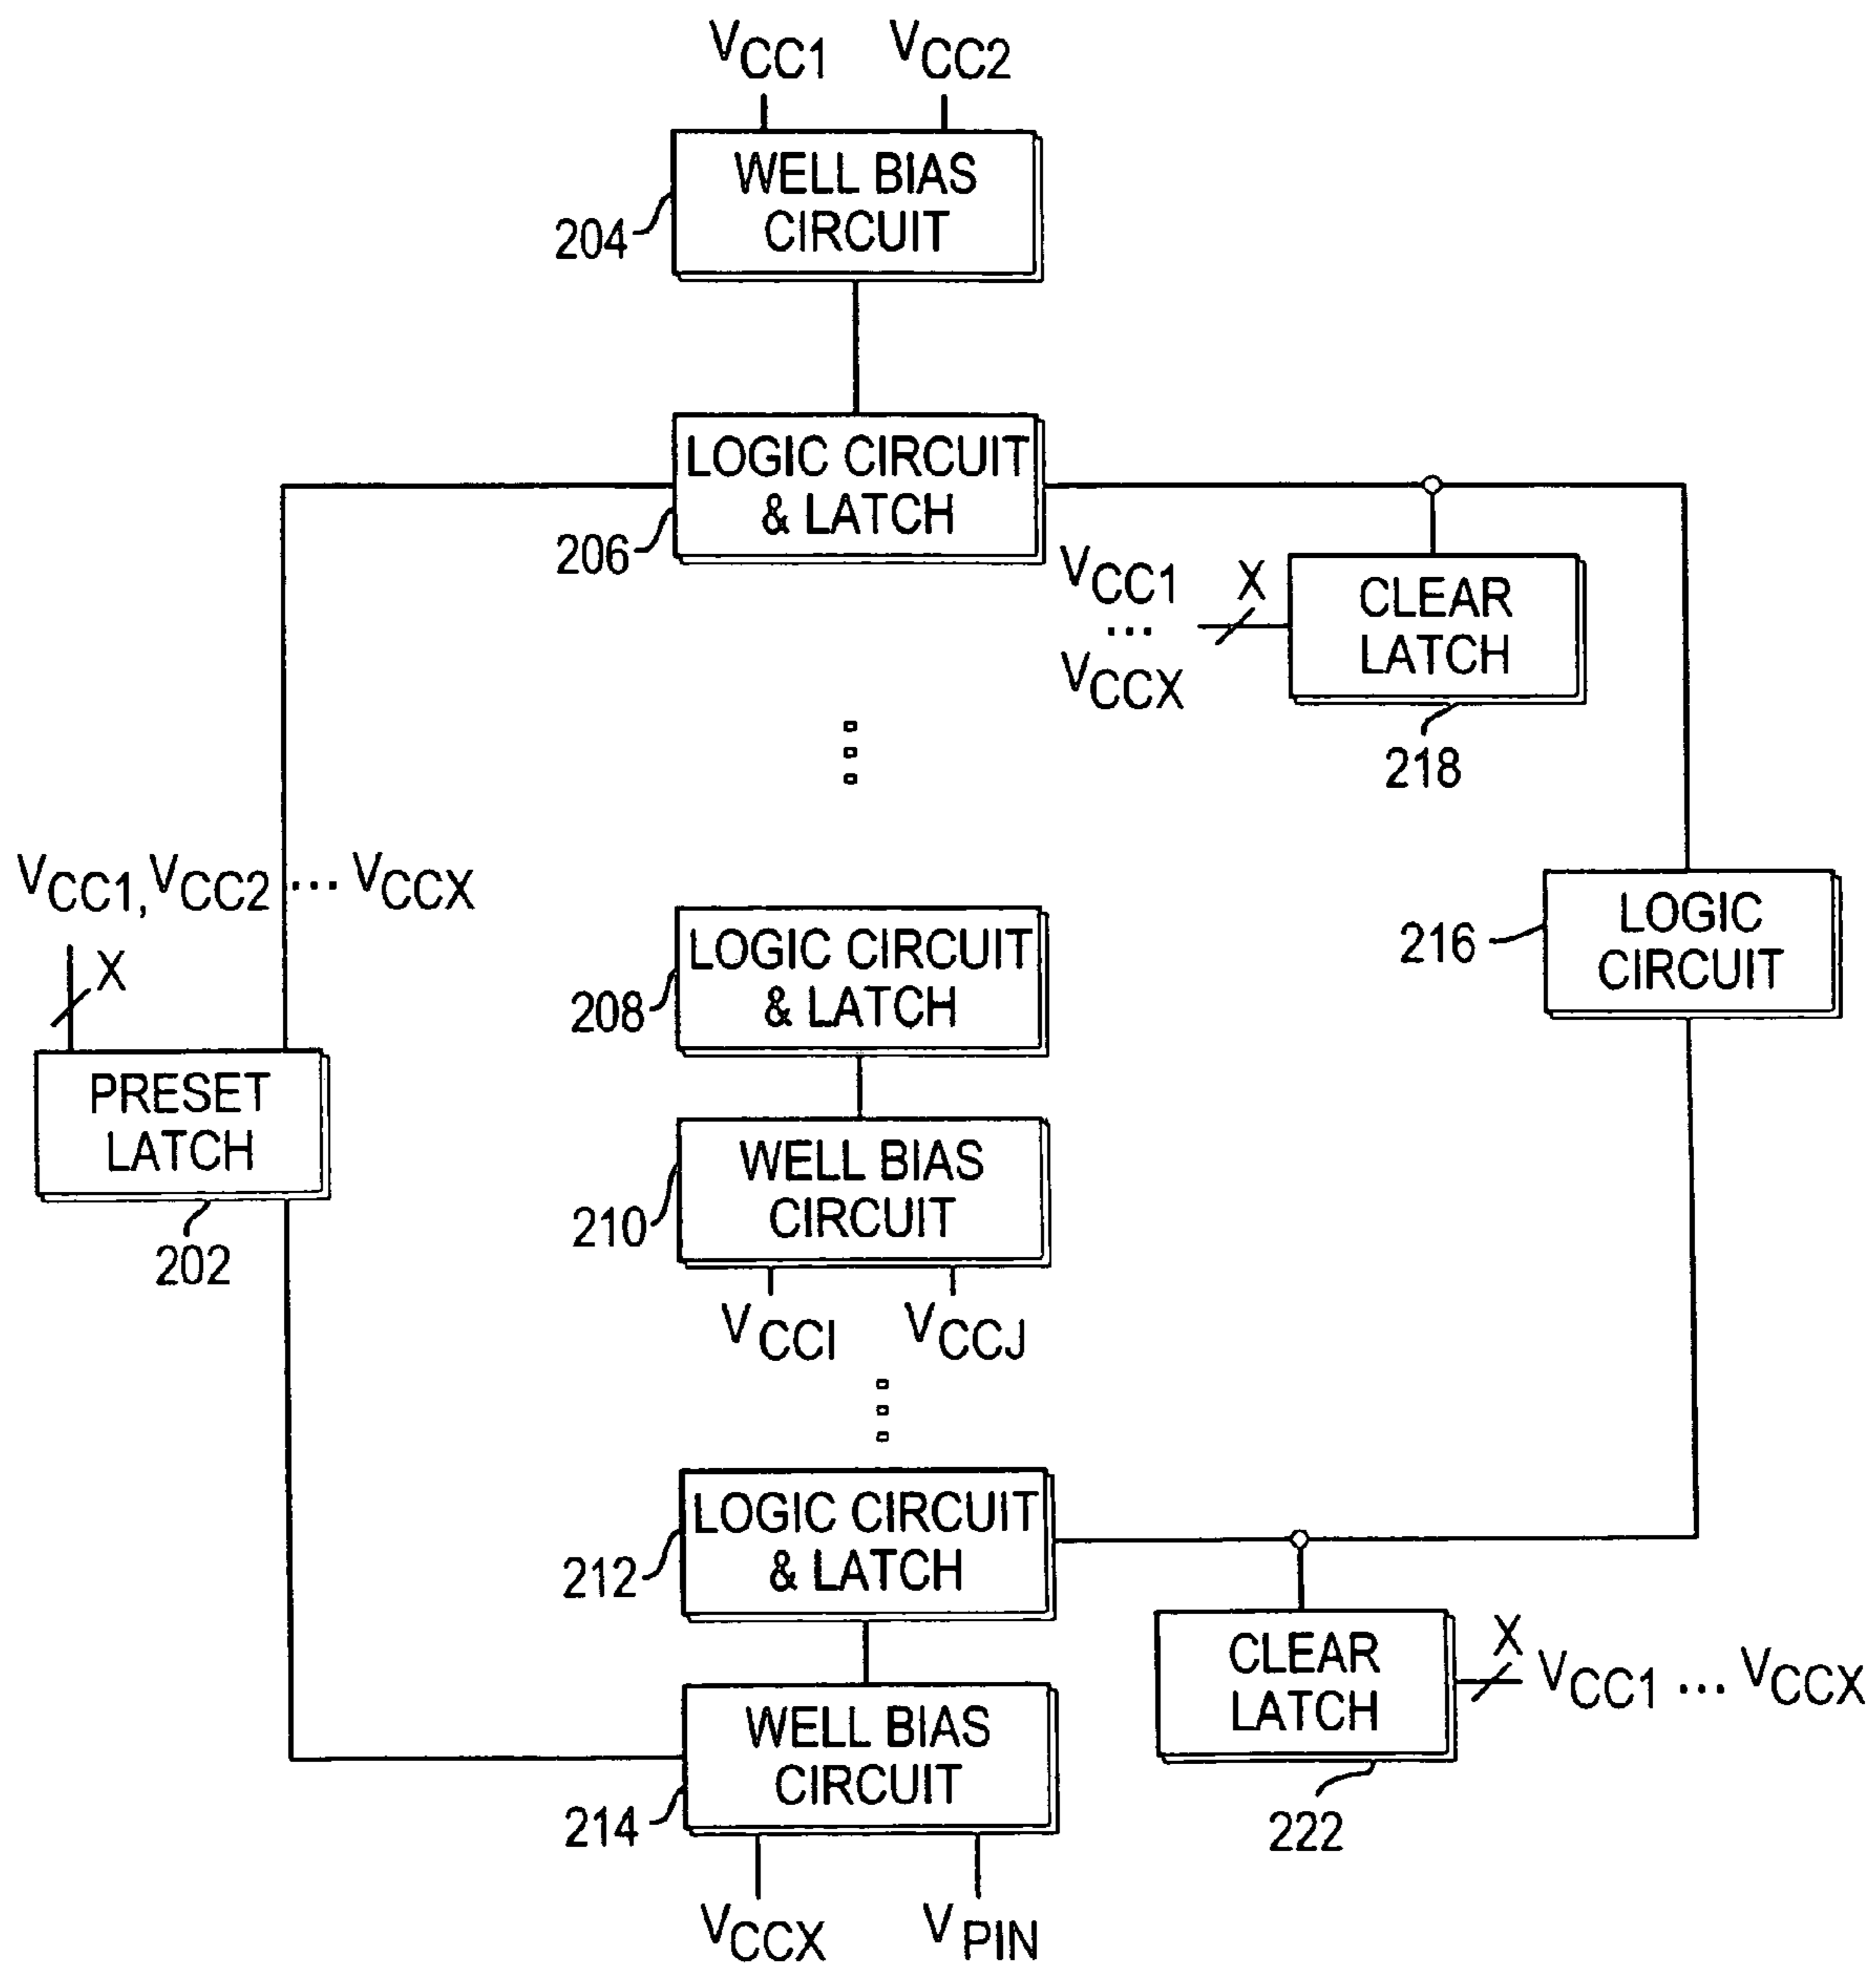 VCC1 VCC2
WELL BIAS
CIRCUIT
204
LOGIC CIRCUIT
& LATCH
206
VCC1
...
VCCX
X
CLEAR
LATCH
218
VCC1, VCC2 ... VCCX
X
PRESET
LATCH
202
LOGIC CIRCUIT
& LATCH
208
LOGIC
CIRCUIT
216
WELL BIAS
CIRCUIT
210
VCCI VCCJ
LOGIC CIRCUIT
& LATCH
212
CLEAR
LATCH
X
VCC1 ... VCCX
222
WELL BIAS
CIRCUIT
214
VCCX VPIN